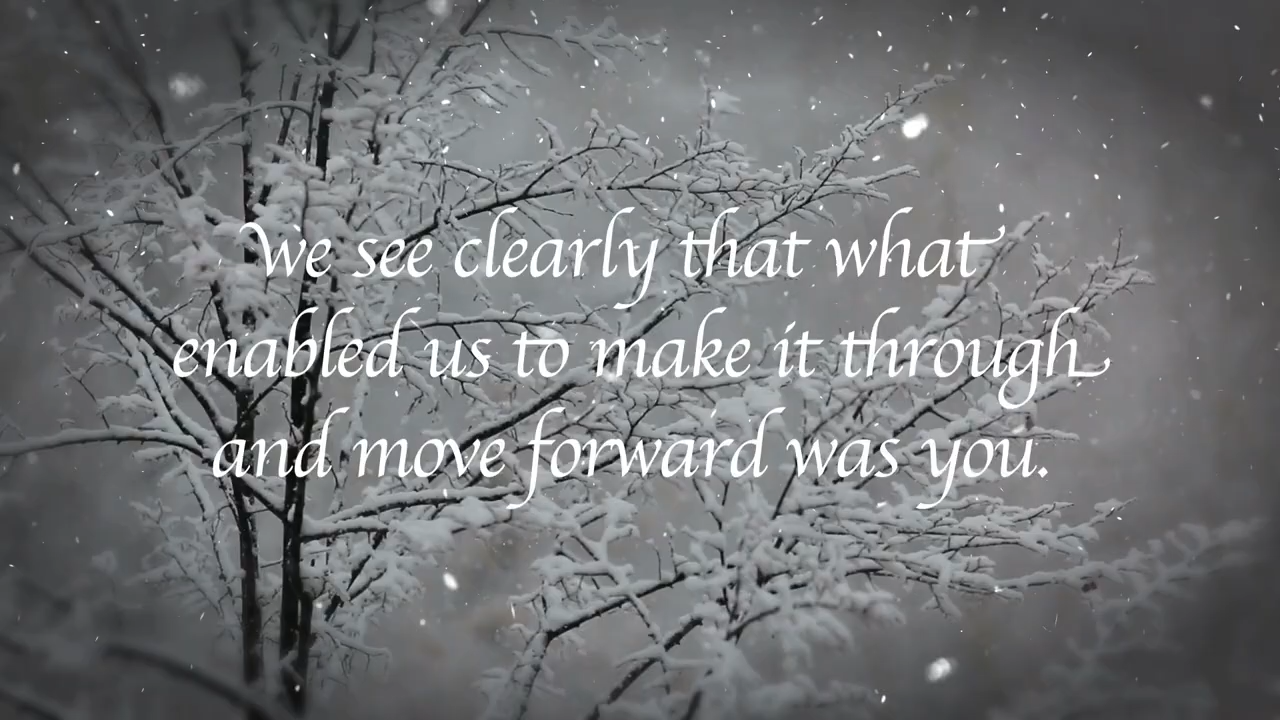 We see clearly that what
enabled us to make it through
and move forward was you.